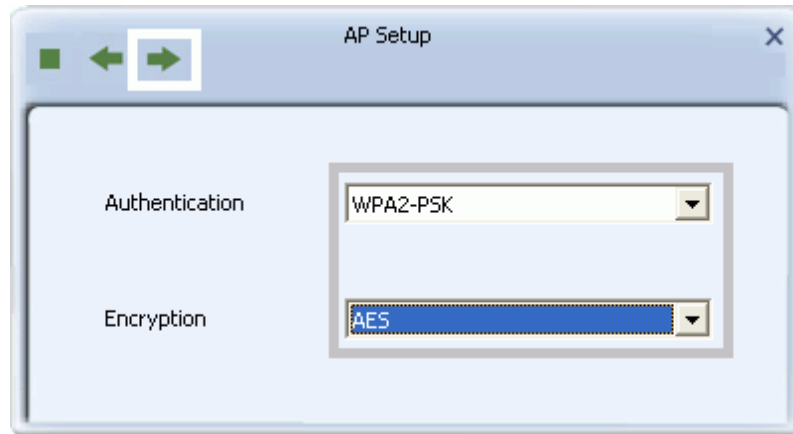 AP Setup
Authentication
WPA2-PSK
Encryption
AES